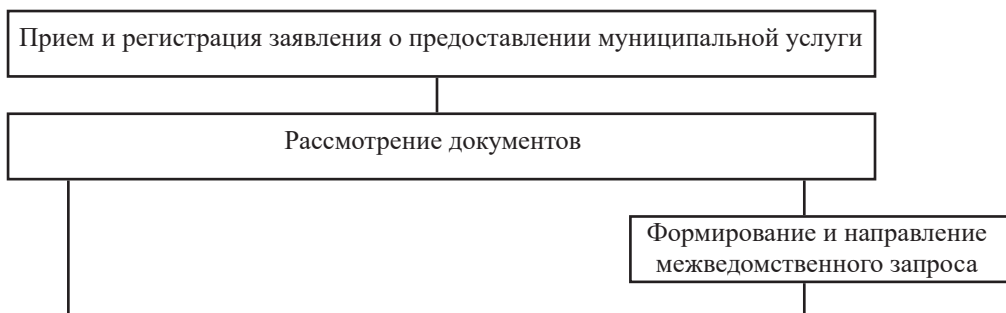 Прием и регистрация заявления о предоставлении муниципальной услуги
Рассмотрение документов
Формирование и направление
межведомственного запроса